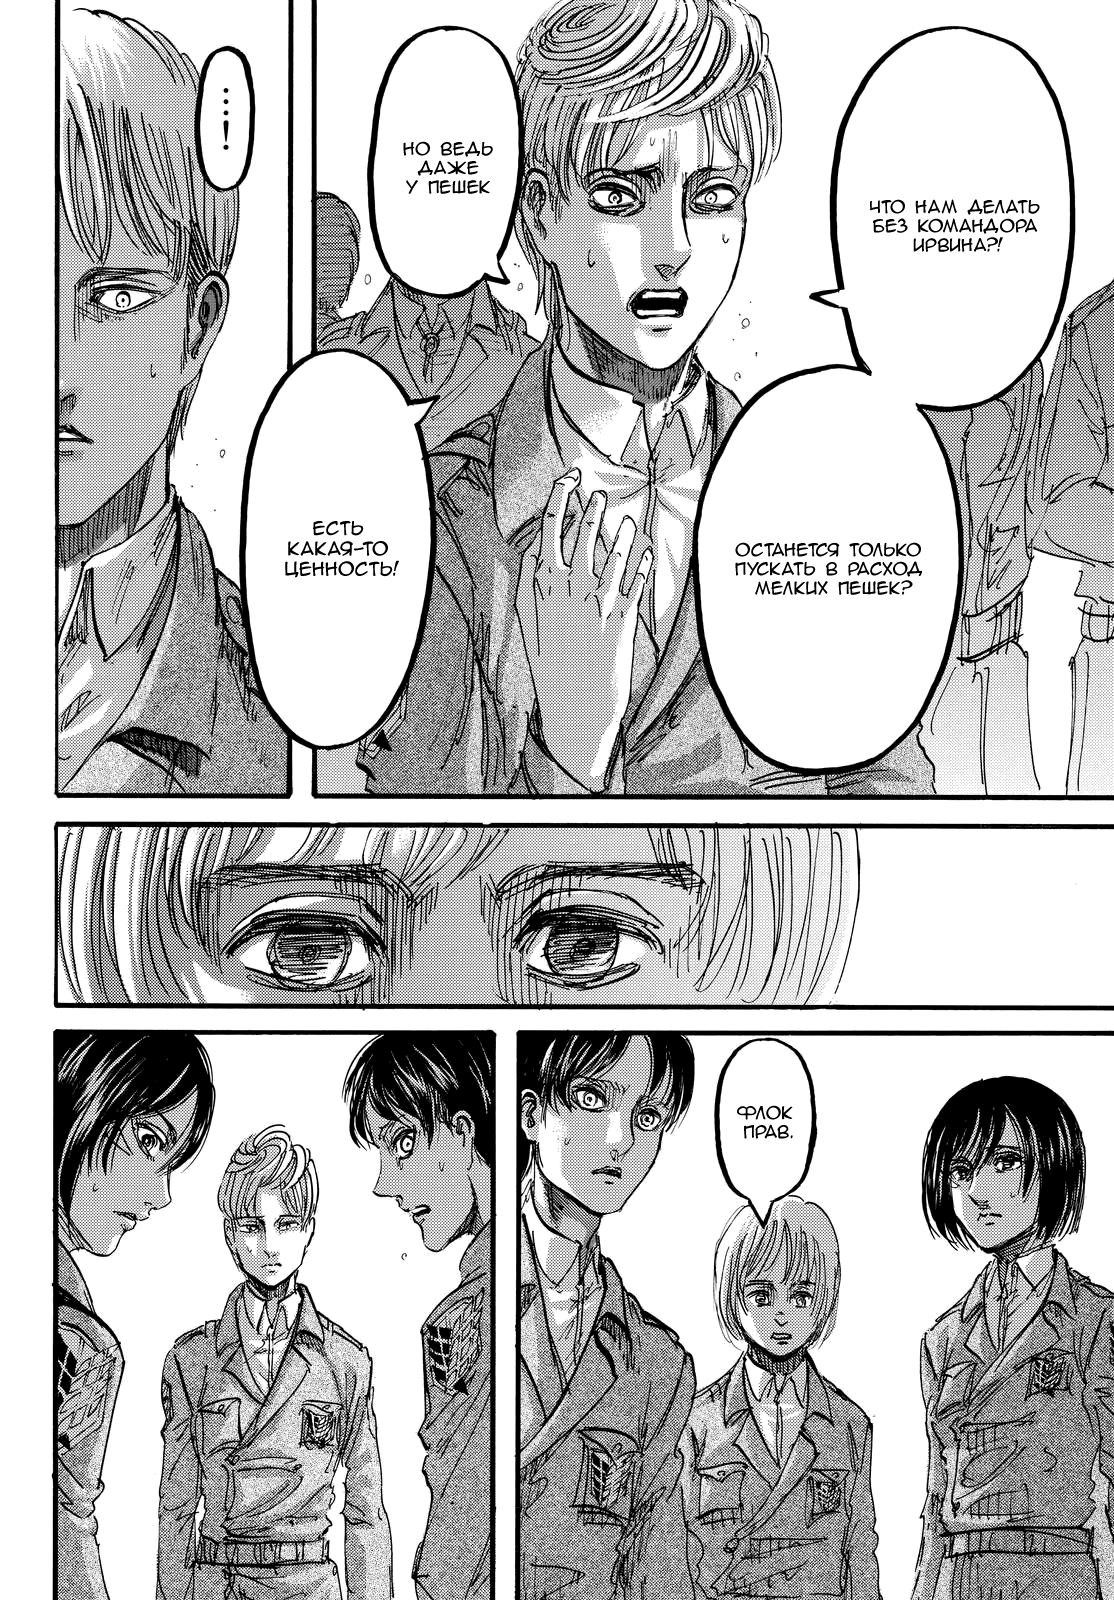 ЧТО НАМ ДЕЛАТЬ
БЕЗ КОМАНДОРА
ИРВИНА?!
ОСТАНЕТСЯ ТОЛЬКО
ПУСКАТЬ В РАСХОД
МЕЛКИХ ПЕШЕК?
НО ВЕДЬ
ДАЖЕ
У ПЕШЕК
ЕСТЬ
КАКАЯ-ТО
ЦЕННОСТЬ!
...!
ФЛОК
ПРАВ.